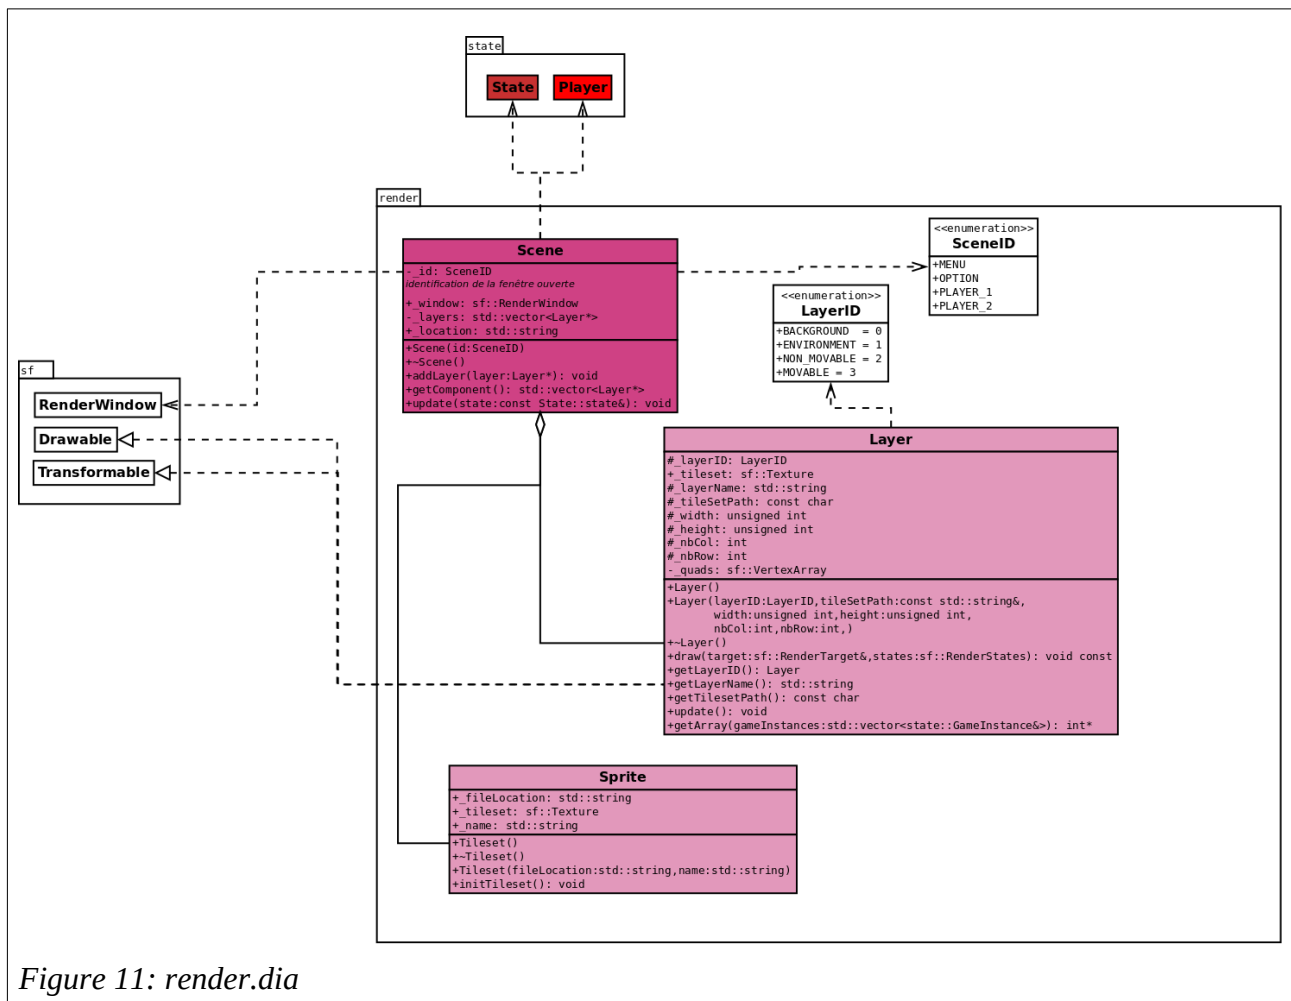 state
State Player
render
Scene
-_id: SceneID
identification de la fenêtre ouverte
+_window: sf::RenderWindow
-_layers: std::vector<Layer*>
+_location: std::string
+Scene(id:SceneID)
+~Scene()
+addLayer(layer:Layer*): void
+getComponent(): std::vector<Layer*>
+update(state:const State::state&): void
<<enumeration>>
SceneID
+MENU
+OPTION
+PLAYER_1
+PLAYER_2
<<enumeration>>
LayerID
+BACKGROUND  = 0
+ENVIRONMENT = 1
+NON_MOVABLE = 2
+MOVABLE = 3
sf
RenderWindow
Drawable
Transformable
Layer
#_layerID: LayerID
+_tileset: sf::Texture
#_layerName: std::string
#_tileSetPath: const char
#_width: unsigned int
#_height: unsigned int
#_nbCol: int
#_nbRow: int
-_quads: sf::VertexArray
+Layer()
+Layer(layerID:LayerID,tileSetPath:const std::string&,
width:unsigned int,height:unsigned int,
nbCol:int,nbRow:int,)
+~Layer()
+draw(target:sf::RenderTarget&,states:sf::RenderStates): void const
+getLayerID(): Layer
+getLayerName(): std::string
+getTilesetPath(): const char
+update(): void
+getArray(gameInstances:std::vector<state::GameInstance&>): int*
Sprite
+_fileLocation: std::string
+_tileset: sf::Texture
+_name: std::string
+Tileset()
+~Tileset()
+Tileset(fileLocation:std::string,name:std::string)
+initTileset(): void
Figure 11: render.dia